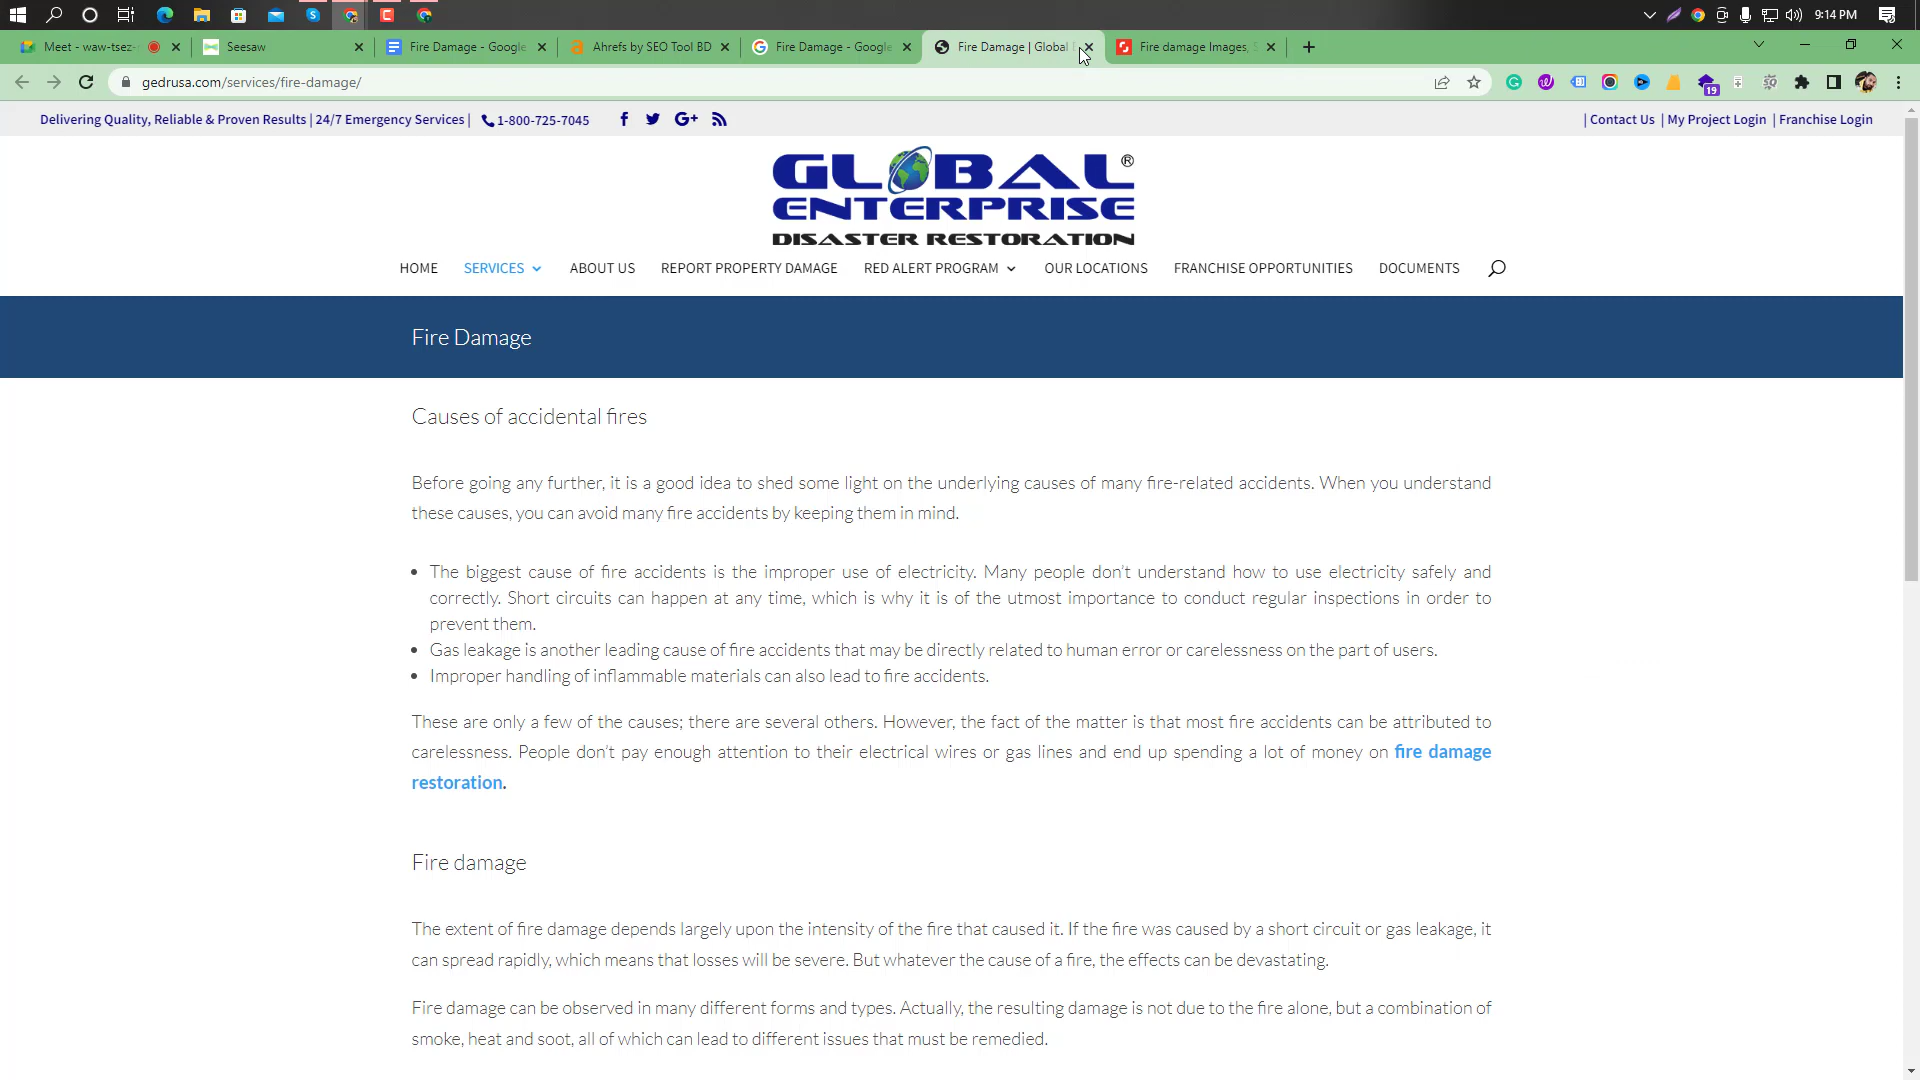 9:14 PM
Meet - waw-tsez-
Seesaw
Fire Damage - Google
Ahrefs by SEO Tool BD
Fire Damage - Google
Fire Damage | Global
Fire damage Images, S
gedrusa.com/services/fire-damage/
19
Delivering Quality, Reliable & Proven Results | 24/7 Emergency Services | 1-800-725-7045
| Contact Us | My Project Login | Franchise Login
GLOBAL ®
ENTERPRISE
DISASTER RESTORATION
HOME SERVICES ABOUT US REPORT PROPERTY DAMAGE RED ALERT PROGRAM OUR LOCATIONS FRANCHISE OPPORTUNITIES DOCUMENTS
Fire Damage
Causes of accidental fires
Before going any further, it is a good idea to shed some light on the underlying causes of many fire-related accidents. When you understand
these causes, you can avoid many fire accidents by keeping them in mind.
• The biggest cause of fire accidents is the improper use of electricity. Many people don’t understand how to use electricity safely and
correctly. Short circuits can happen at any time, which is why it is of the utmost importance to conduct regular inspections in order to
prevent them.
• Gas leakage is another leading cause of fire accidents that may be directly related to human error or carelessness on the part of users.
• Improper handling of inflammable materials can also lead to fire accidents.
These are only a few of the causes; there are several others. However, the fact of the matter is that most fire accidents can be attributed to
carelessness. People don’t pay enough attention to their electrical wires or gas lines and end up spending a lot of money on fire damage
restoration.
Fire damage
The extent of fire damage depends largely upon the intensity of the fire that caused it. If the fire was caused by a short circuit or gas leakage, it
can spread rapidly, which means that losses will be severe. But whatever the cause of a fire, the effects can be devastating.
Fire damage can be observed in many different forms and types. Actually, the resulting damage is not due to the fire alone, but a combination of
smoke, heat and soot, all of which can lead to different issues that must be remedied.